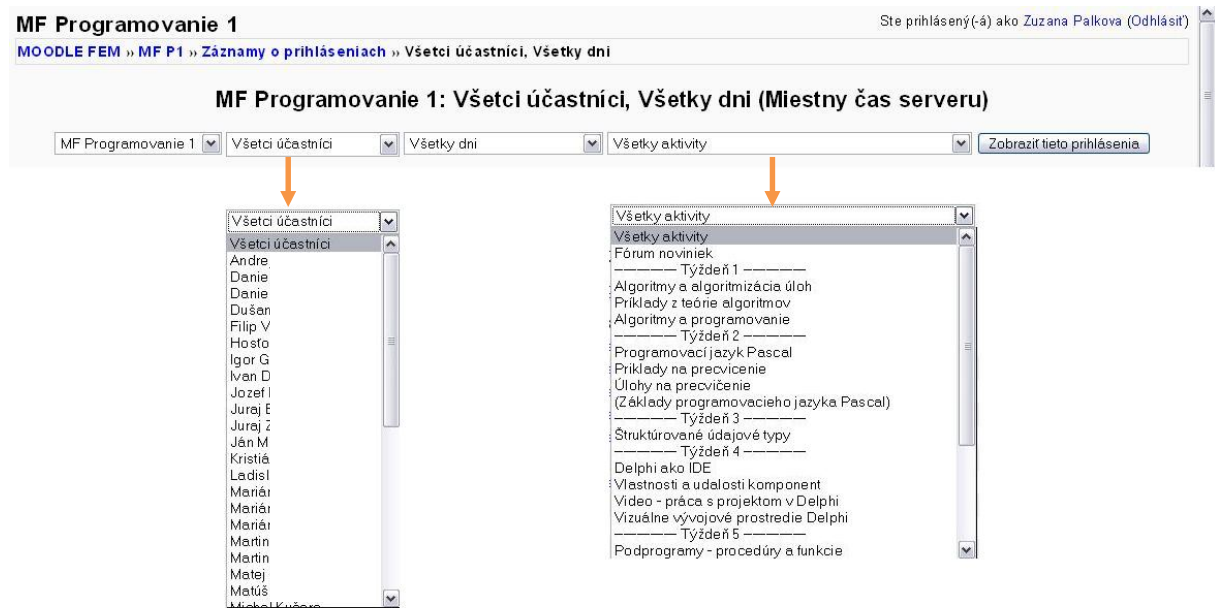 MF Programovanie 1
Ste prihlásený(-á) ako Zuzana Palkova (Odhlásiť)
MOODLE FEM » MF P1 » Záznamy o prihláseniach » Všetci účastníci, Všetky dni
MF Programovanie 1: Všetci účastníci, Všetky dni (Miestny čas serveru)
MF Programovanie 1 Všetci účastníci Všetky dni Všetky aktivity Zobraziť tieto prihlásenia
Všetci účastníci
Všetci účastníci
Andre
Danie
Danie
Dušan
Filip V
Hosťo
Igor G
Ivan D
Jozef
Juraj
Juraj Z
Ján M
Kristiá
Ladisl
Marián
Marián
Marián
Martin
Martin
Matej
Matúš
Všetky aktivity
Všetky aktivity
Fórum noviniek
————— Týždeň 1 —————
Algoritmy a algoritmizácia úloh
Príklady z teórie algoritmov
Algoritmy a programovanie
————— Týždeň 2 —————
Programovací jazyk Pascal
Priklady na precvicenie
Úlohy na precvičenie
(Základy programovacieho jazyka Pascal)
————— Týždeň 3 —————
Štruktúrované údajové typy
————— Týždeň 4 —————
Delphi ako IDE
Vlastnosti a udalosti komponent
Video - práca s projektom v Delphi
Vizuálne vývojové prostredie Delphi
————— Týždeň 5 —————
Podprogramy - procedúry a funkcie